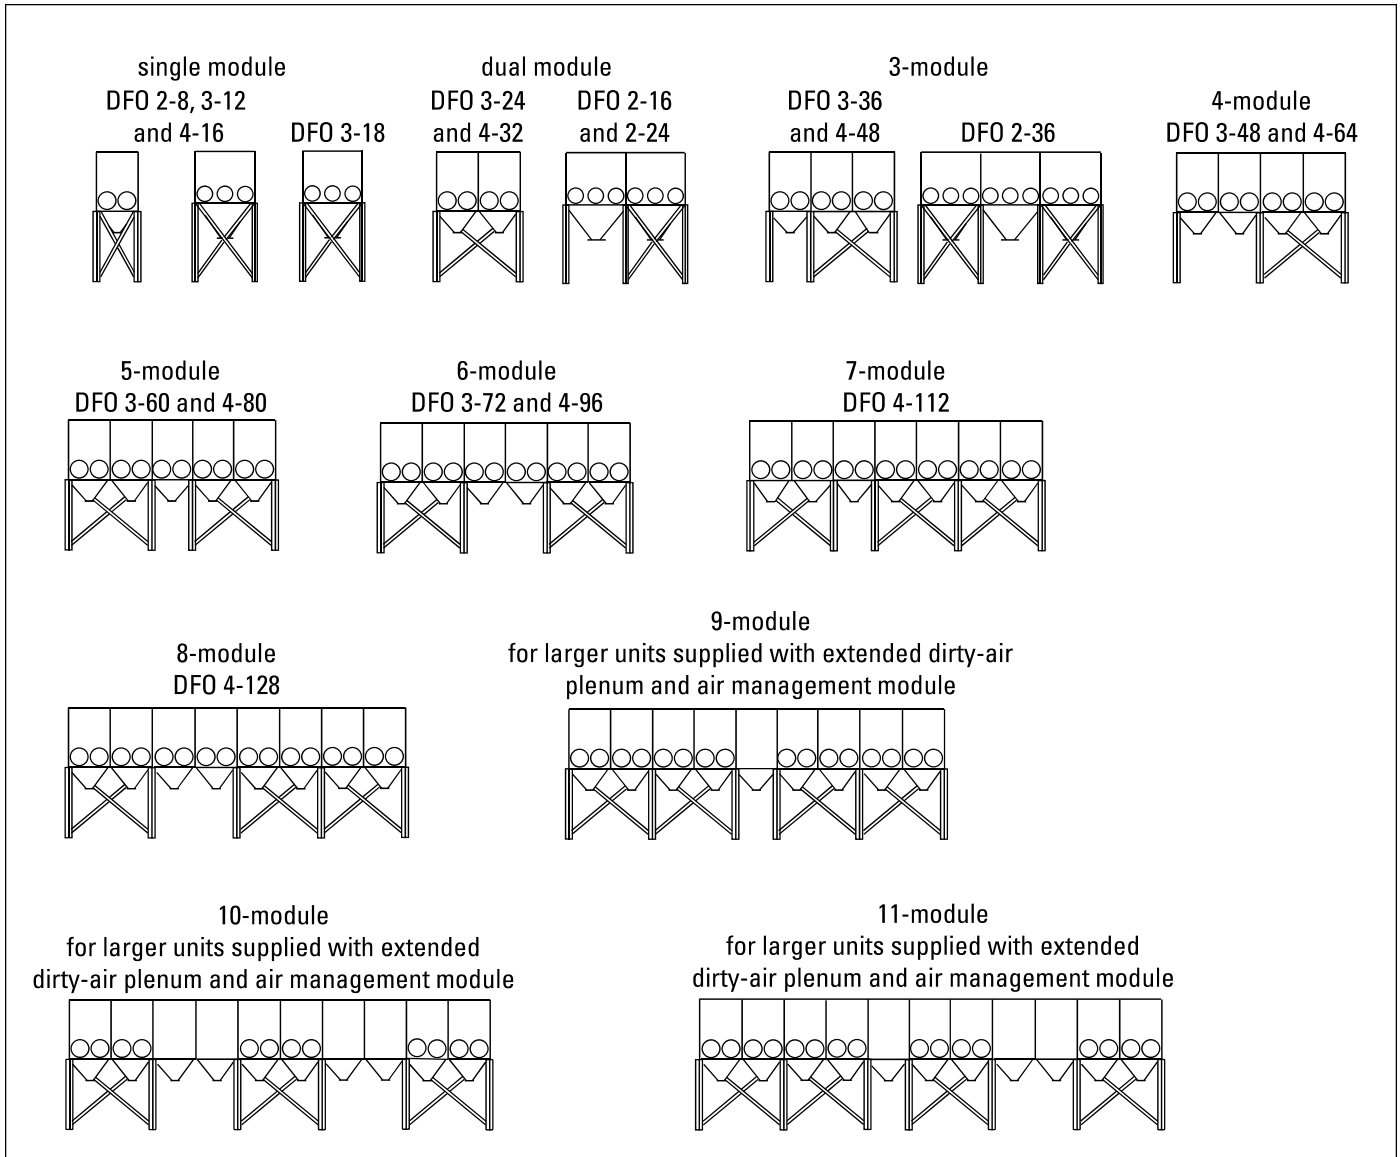 single module
DFO 2-8, 3-12
and 4-16
DFO 3-18
dual module
DFO 3-24
and 4-32
DFO 2-16
and 2-24
3-module
DFO 3-36
and 4-48
DFO 2-36
4-module
DFO 3-48 and 4-64
5-module
DFO 3-60 and 4-80
6-module
DFO 3-72 and 4-96
7-module
DFO 4-112
8-module
DFO 4-128
9-module
for larger units supplied with extended dirty-air
plenum and air management module
10-module
for larger units supplied with extended
dirty-air plenum and air management module
11-module
for larger units supplied with extended
dirty-air plenum and air management module